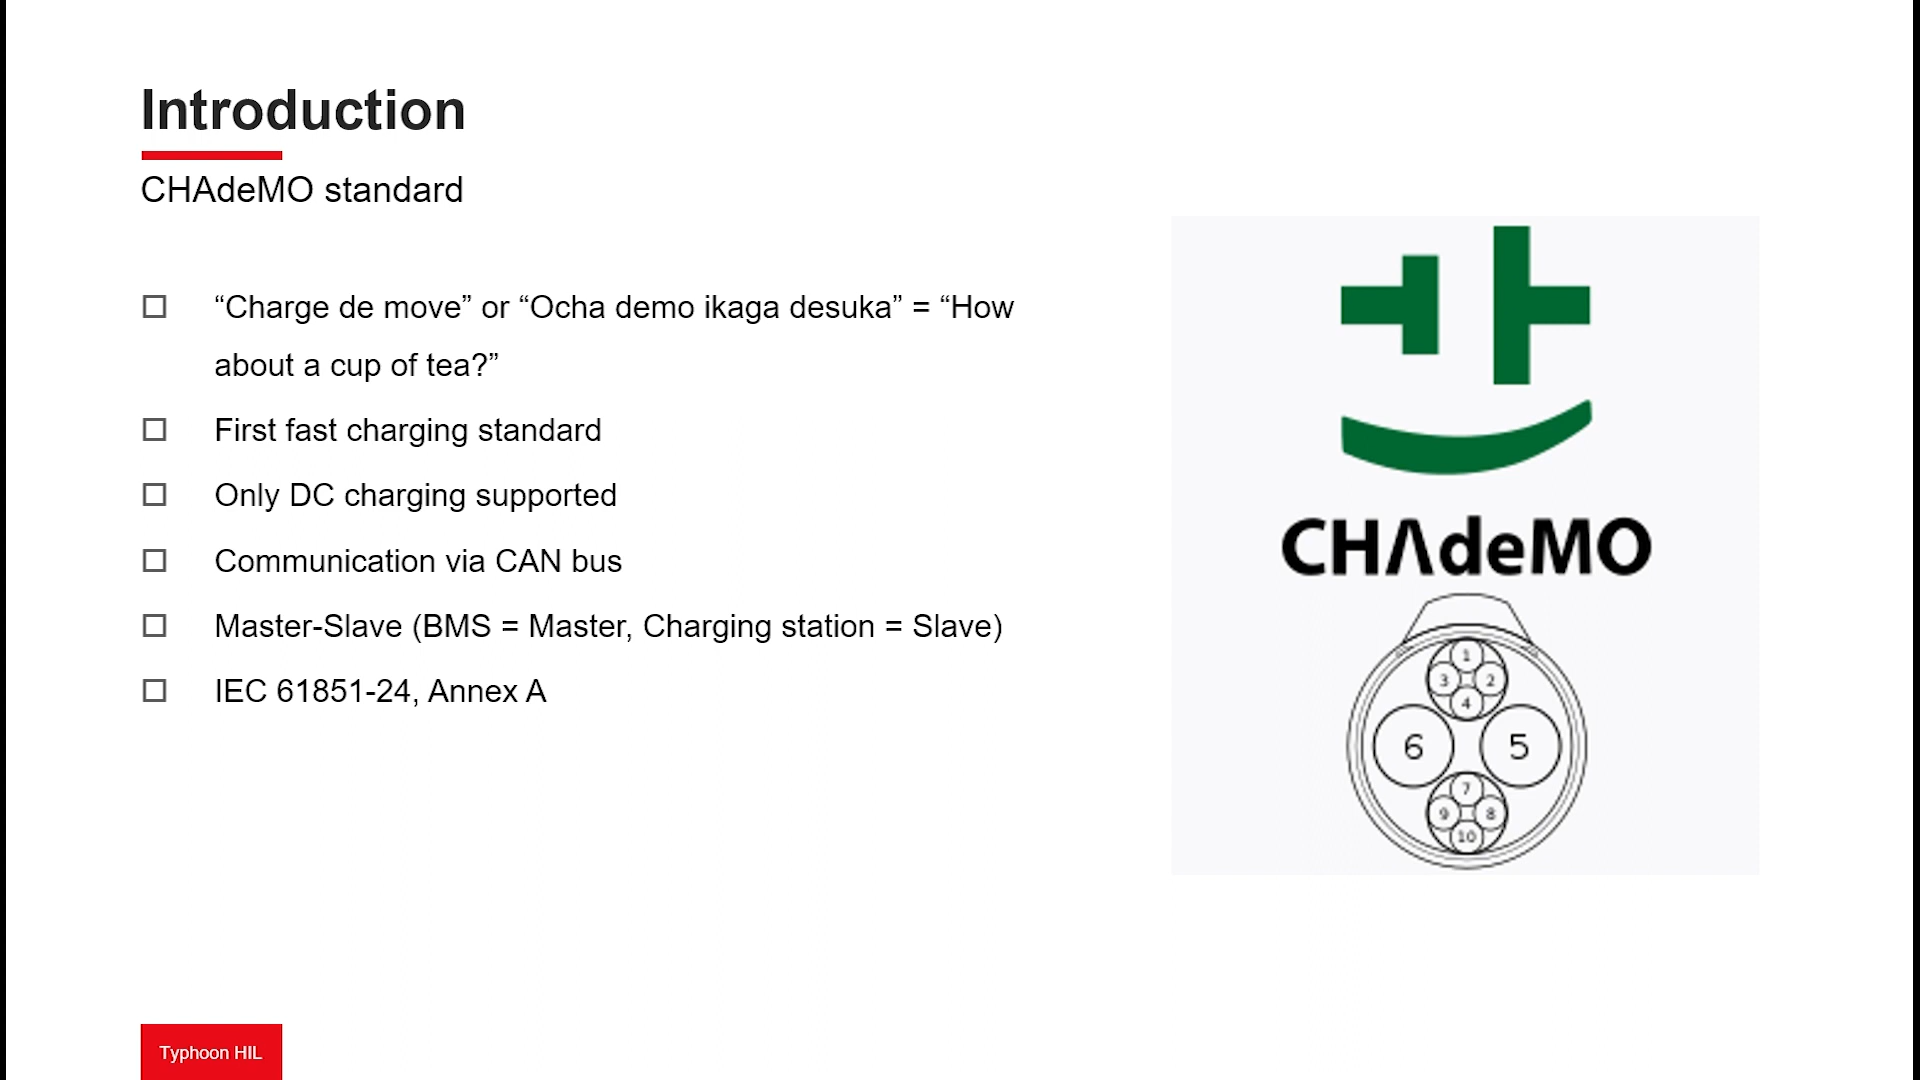 Introduction
CHAdeMO standard
“Charge de move” or “Ocha demo ikaga desuka” = “How
about a cup of tea?”
First fast charging standard
Only DC charging supported
Communication via CAN bus
Master-Slave (BMS = Master, Charging station = Slave)
IEC 61851-24, Annex A
CHAdeMO
1
3 2
4
6 5
7
9 8
10
Typhoon HIL